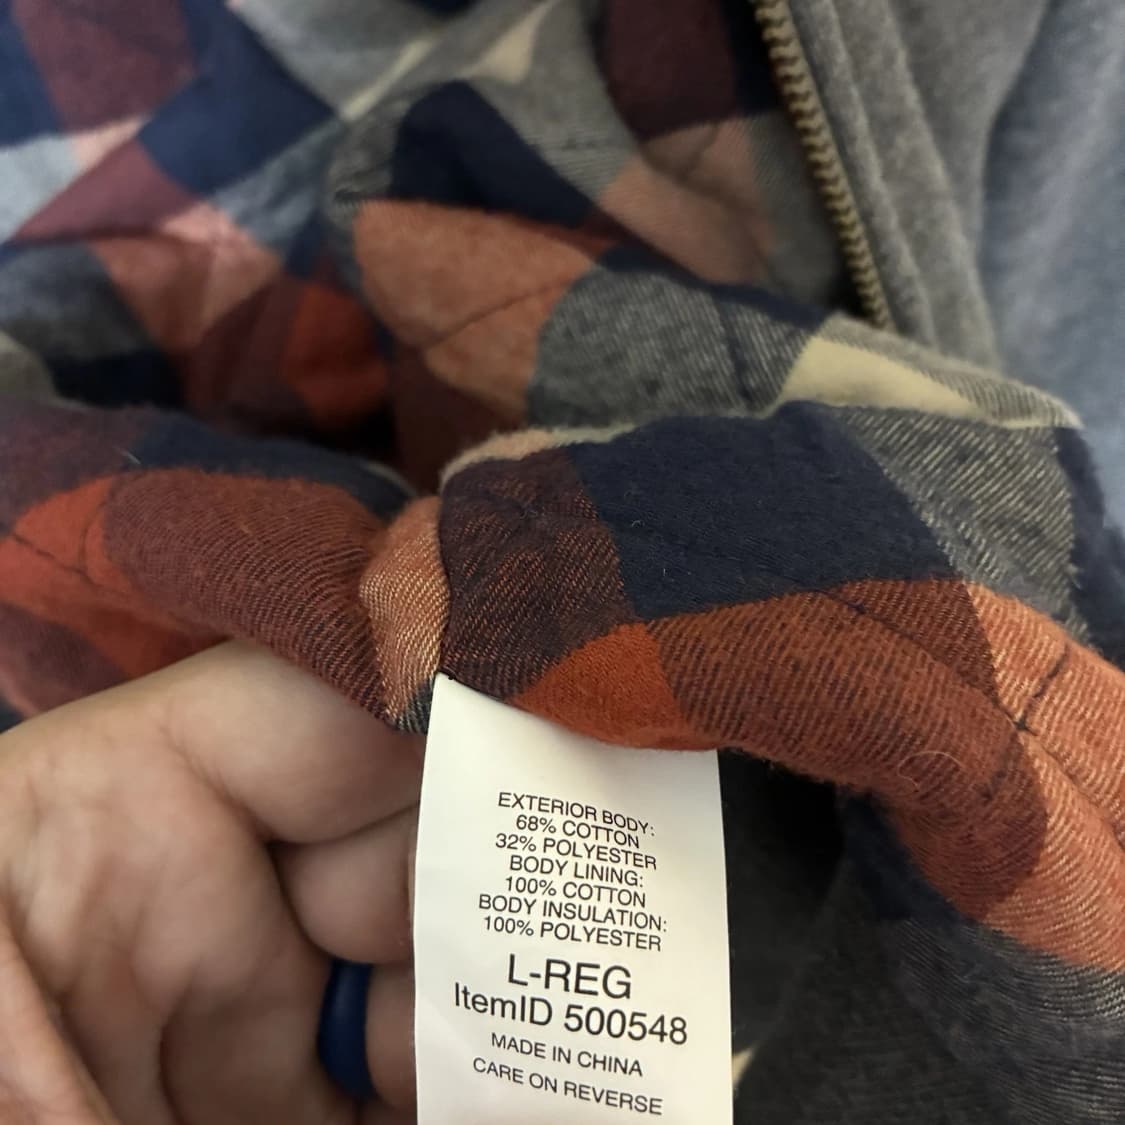 EXTERIOR BODY:
68% COTTON
32% POLYESTER
BODY LINING:
100% COTTON
BODY INSULATION:
100% POLYESTER
L-REG
ItemID 500548
MADE IN CHINA
CARE ON REVERSE